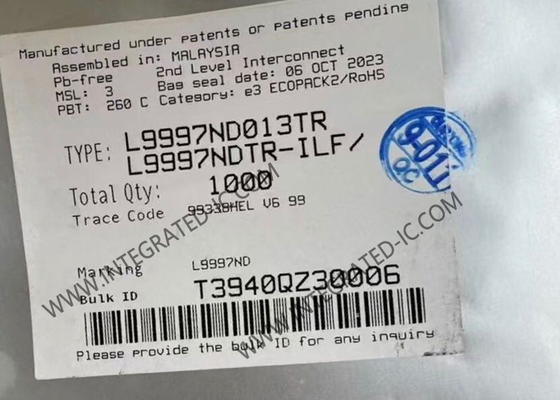 Manufactured under patents or patents pending
Assembled in: MALAYSIA
Pb-free 2nd Level Interconnect
MSL: 3 Bag seal date: 06 OCT 2023
PBT: 260 C Category: e3 ECOPACK2/RoHS
TYPE: L9997ND013TR
L9997NDTR-ILF/
Total Qty: 1000
Trace Code 99339HEL V6 99
Marking L9997ND
Bulk ID T3940QZ30006
Please provide the bulk ID for any inquiry
WWW.INTEGRATED-IC.COM
WWW.INTEGRATED-IC.COM
QC